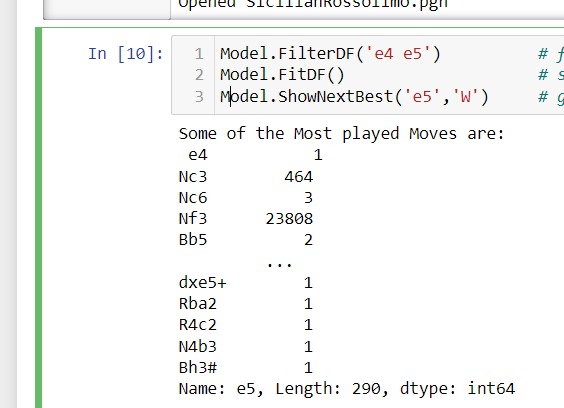 Opened SicilianRossolimo.pgn
In [10]:
1 Model.FilterDF('e4 e5') # f
2 Model.FitDF() # s
3 Model.ShowNextBest('e5','W') # g
Some of the Most played Moves are:
e4 1
Nc3 464
Nc6 3
Nf3 23808
Bb5 2
...
dxe5+ 1
Rba2 1
R4c2 1
N4b3 1
Bh3# 1
Name: e5, Length: 290, dtype: int64